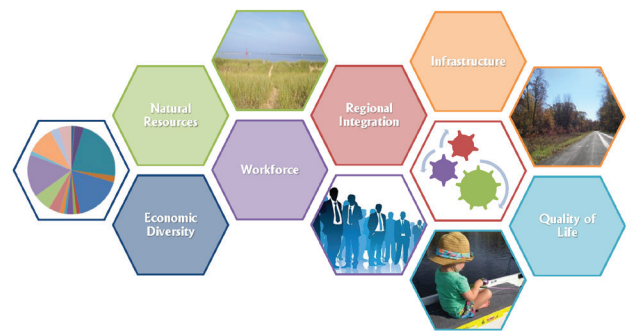 Infrastructure
Natural
Resources
Regional
Integration
Workforce
Economic
Diversity
Quality of
Life